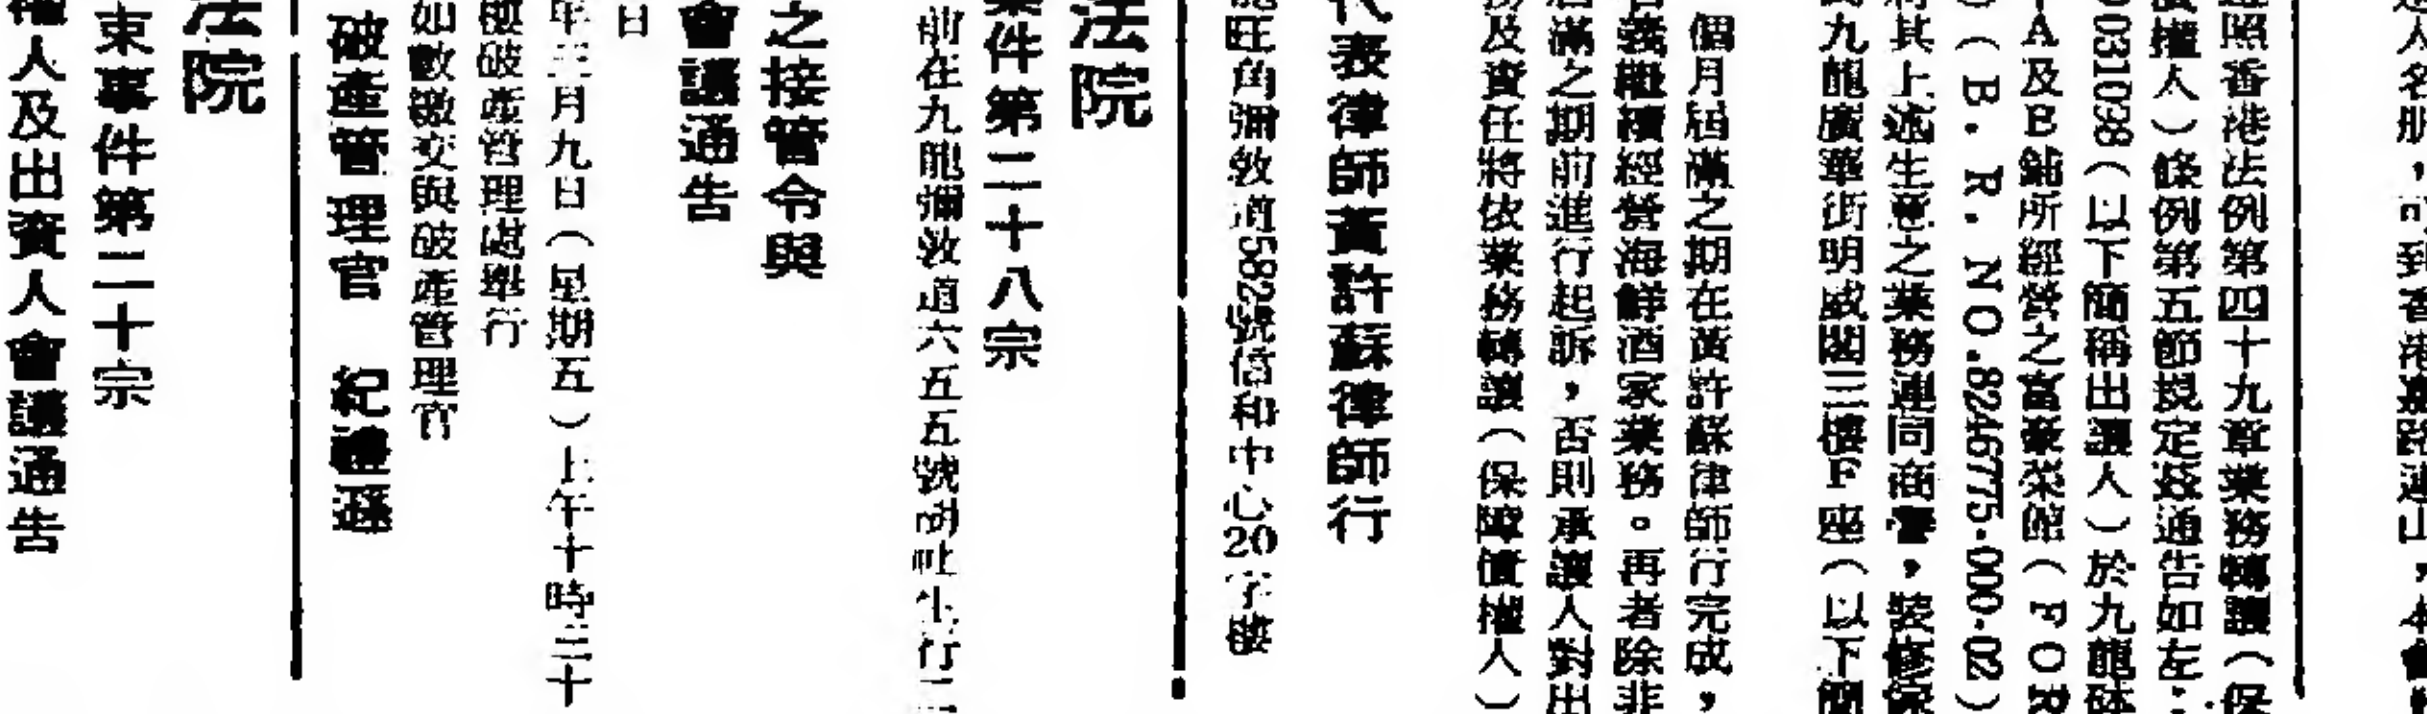 人名册，可到香港
照香港法例第四十九章業務轉讓（保
債權人）條例第五節規定茲通告如左：
031098（以下簡稱出讓人）於九龍
A及E鋪所經營之富豪菜館（FOR
）（B．R．NO.8246775-000-02）
將其上述生意之業務連同商譽，裝修
九龍廣華街明威閣三樓F座（以下簡
個月屆滿之期在黃許蘇律師行完成，
繼續經營海鮮酒家業務。再者除非
屆滿之期前進行起訴，否則承讓人對出
務及責任將依業務轉讓（保障債權人）
代表律師黃許蘇律師行
旺角彌敦道582號信和中心20字樓
法院
案件第二十八宗
前在九龍彌敦道六五五號
之接管令與
會議通告
日
年三月九日（星期五）上午十時三十
樓破產管理處舉行
如數繳交與破產管理官
破產管理官　紀禮遜
法院
事件第二十宗
權人及出資人會議通告